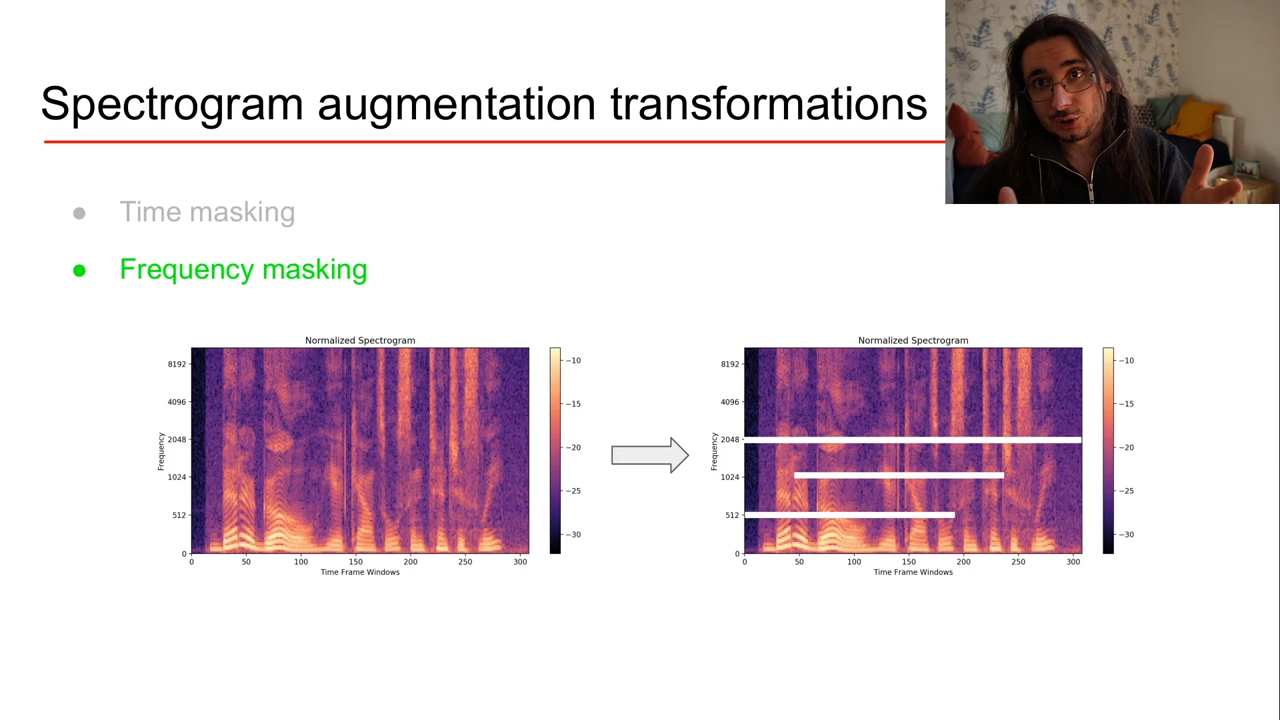 Spectrogram augmentation transformations
● Time masking
● Frequency masking
Normalized Spectrogram
8192
4096
2048
1024
512
0
Frequency
0 50 100 150 200 250 300
Time Frame Windows
−10
−15
−20
−25
−30
Normalized Spectrogram
8192
4096
2048
1024
512
0
Frequency
0 50 100 150 200 250 300
Time Frame Windows
−10
−15
−20
−25
−30